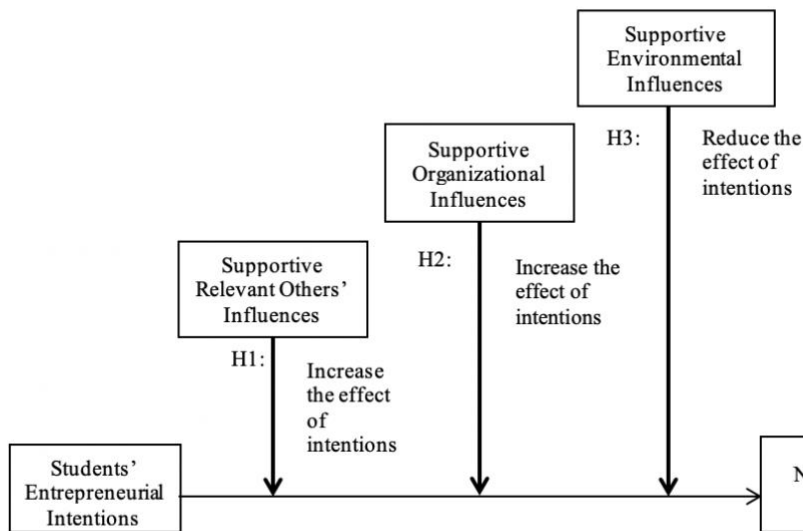 Supportive
Environmental
Influences
H3:
Reduce the
effect of
intentions
Supportive
Organizational
Influences
H2:
Increase the
effect of
intentions
Supportive
Relevant Others’
Influences
H1:
Increase
the effect
of
intentions
Students’
Entrepreneurial
Intentions